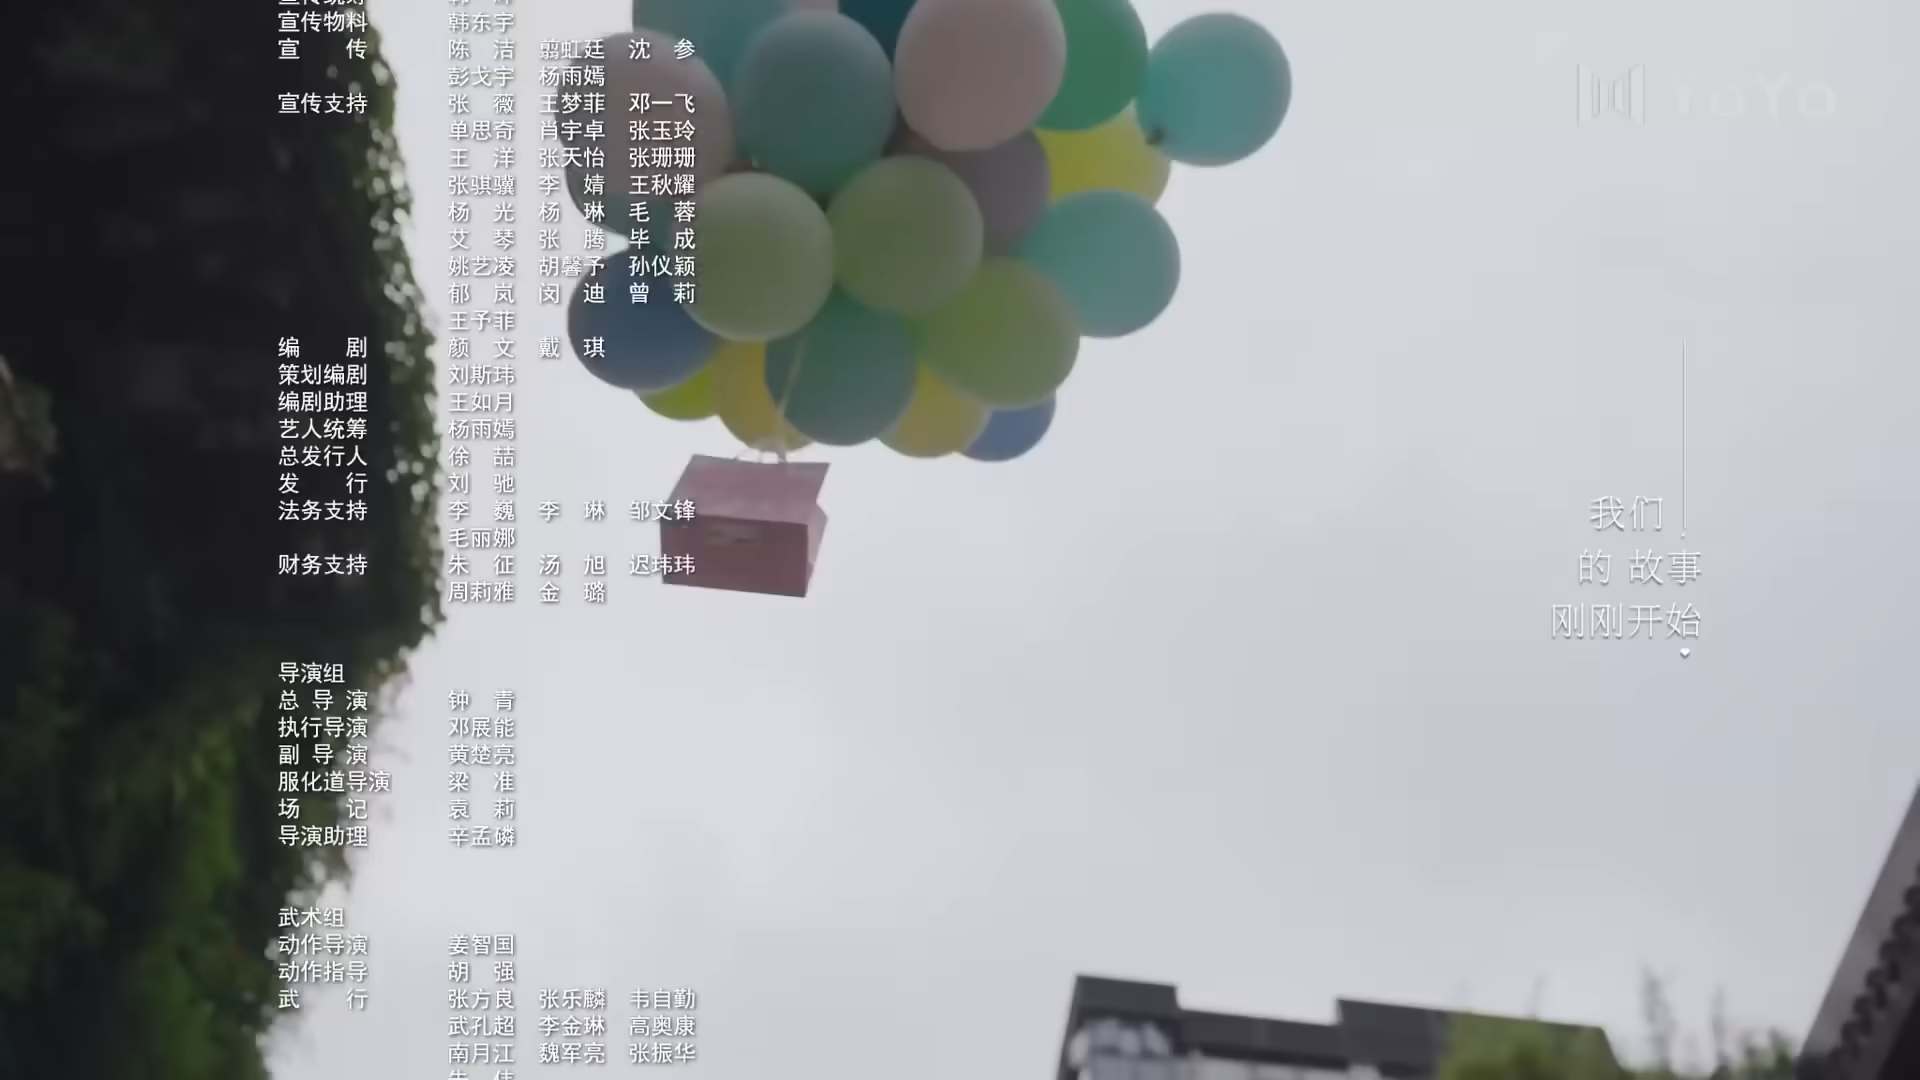 宣传物料 韩东宇
宣 传 陈 洁 翦虹廷 沈 参
彭戈宇 杨雨嫣
宣传支持 张 薇 王梦菲 邓一飞
单思奇 肖宇卓 张玉玲
王 洋 张天怡 张珊珊
张骐骥 李 婧 王秋耀
杨 光 杨 琳 毛 蓉
艾 琴 张 腾 毕 成
姚艺凌 胡馨予 孙仪颖
郁 岚 闵 迪 曾 莉
王予菲
编 剧 颜 文 戴 琪
策划编剧 刘斯玮
编剧助理 王如月
艺人统筹 杨雨嫣
总发行人 徐 喆
发 行 刘 驰
法务支持 李 巍 李 琳 邹文锋
毛丽娜
财务支持 朱 征 汤 旭 迟玮玮
周莉雅 金 璐
导演组
总 导 演 钟 青
执行导演 邓展能
副 导 演 黄楚亮
服化道导演 梁 准
场 记 袁 莉
导演助理 辛孟磷
武术组
动作导演 姜智国
动作指导 胡 强
武 行 张方良 张乐麟 韦自勤
武孔超 李金琳 高奥康
南月江 魏军亮 张振华
YoYo
我们
的 故事
刚刚开始